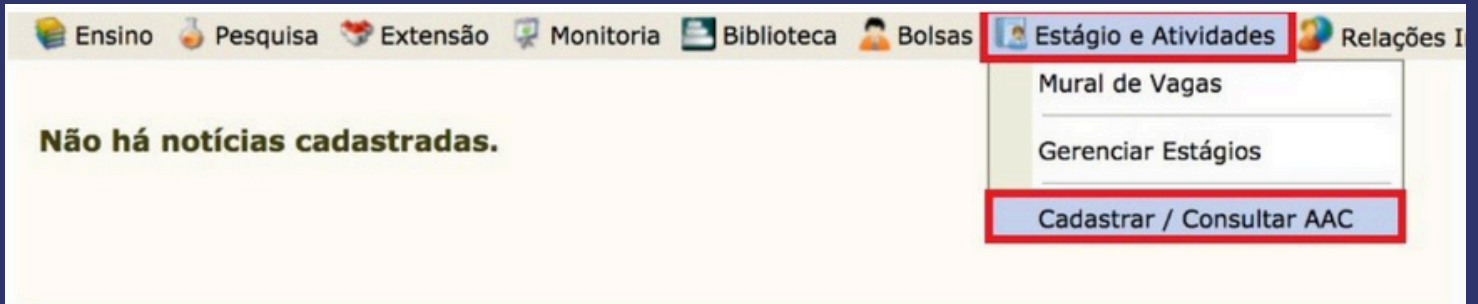 Ensino Pesquisa Extensão Monitoria Biblioteca Bolsas Estágio e Atividades Relações I
Mural de Vagas
Não há notícias cadastradas.
Gerenciar Estágios
Cadastrar / Consultar AAC